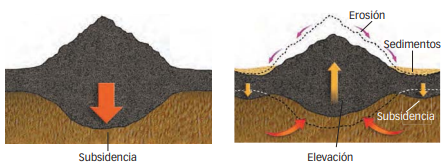 Erosión
Sedimentos
Subsidencia
Subsidencia
Elevación